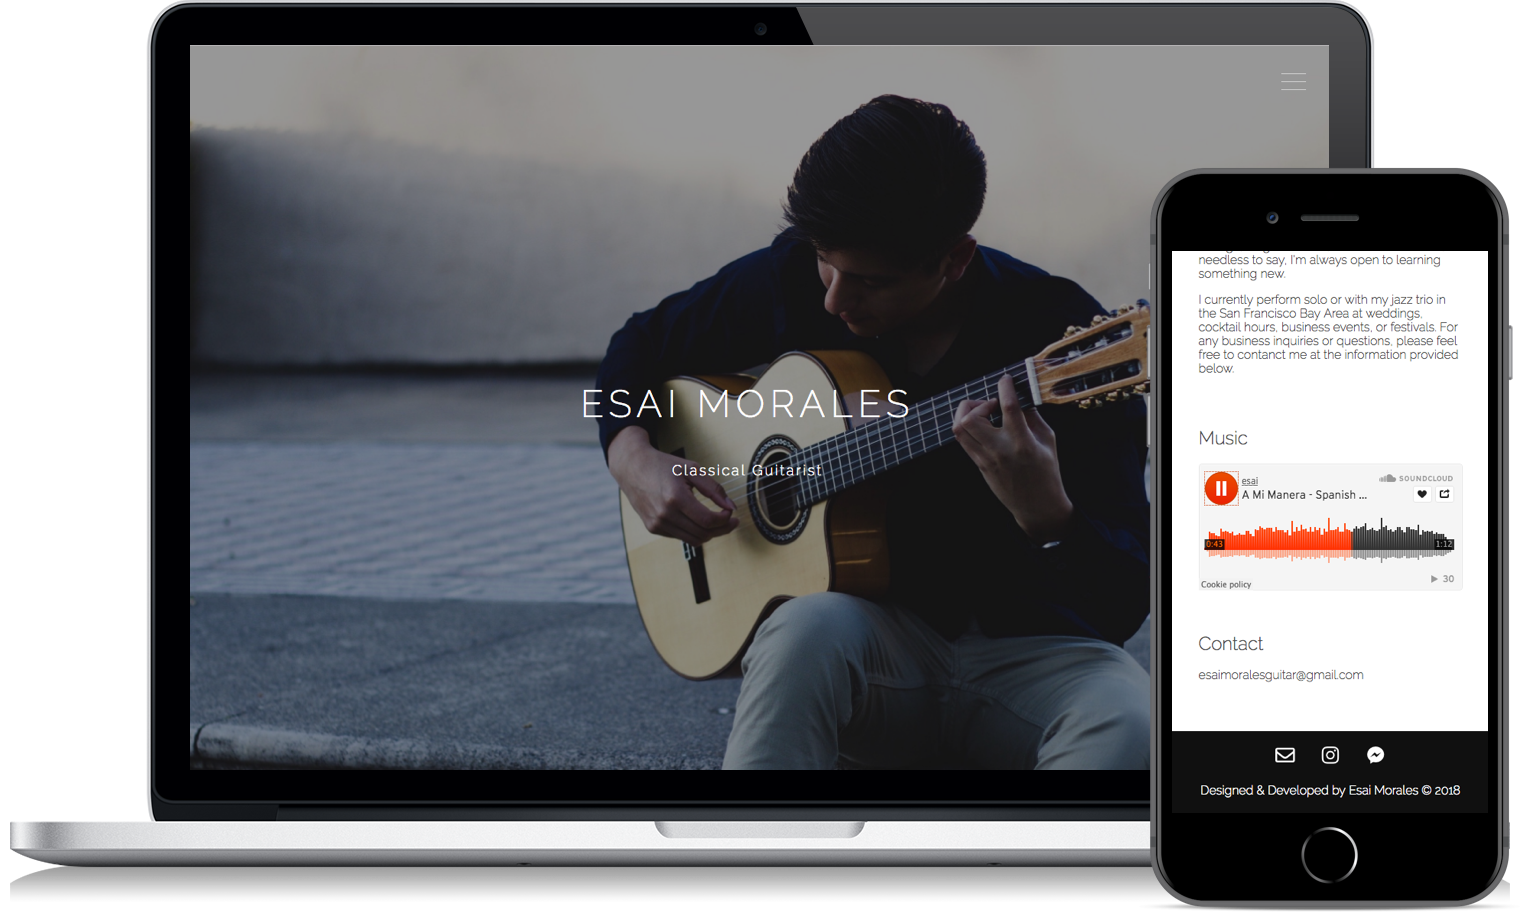 ESAI MORALES
Classical Guitarist
needless to say, I'm always open to learning
something new.
I currently perform solo or with my jazz trio in
the San Francisco Bay Area at weddings,
cocktail hours, business events, or festivals. For
any business inquiries or questions, please feel
free to contanct me at the information provided
below.
Music
esai
SOUNDCLOUD
A Mi Manera - Spanish ...
0:43
1:12
Cookie policy
30
Contact
esaimoralesguitar@gmail.com
Designed & Developed by Esai Morales © 2018